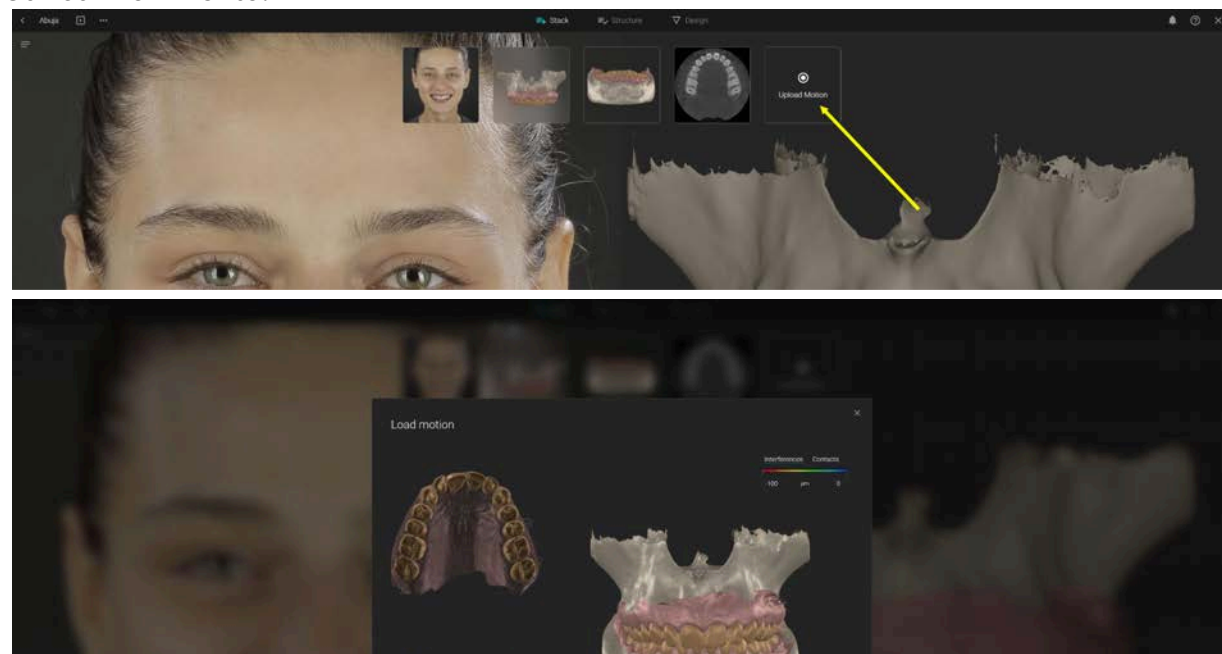 < Abuja ... Stack Structure Design
Upload Motion
Load motion
Interferences Contacts
-100 µm 0